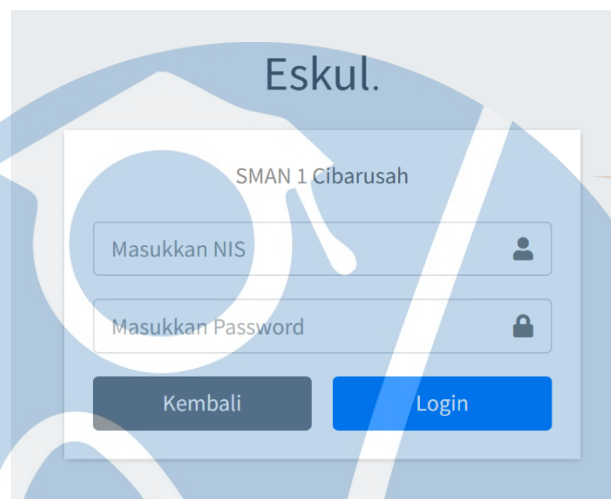 Eskul.
SMAN 1 Cibarusah
Masukkan NIS
Masukkan Password
Kembali
Login